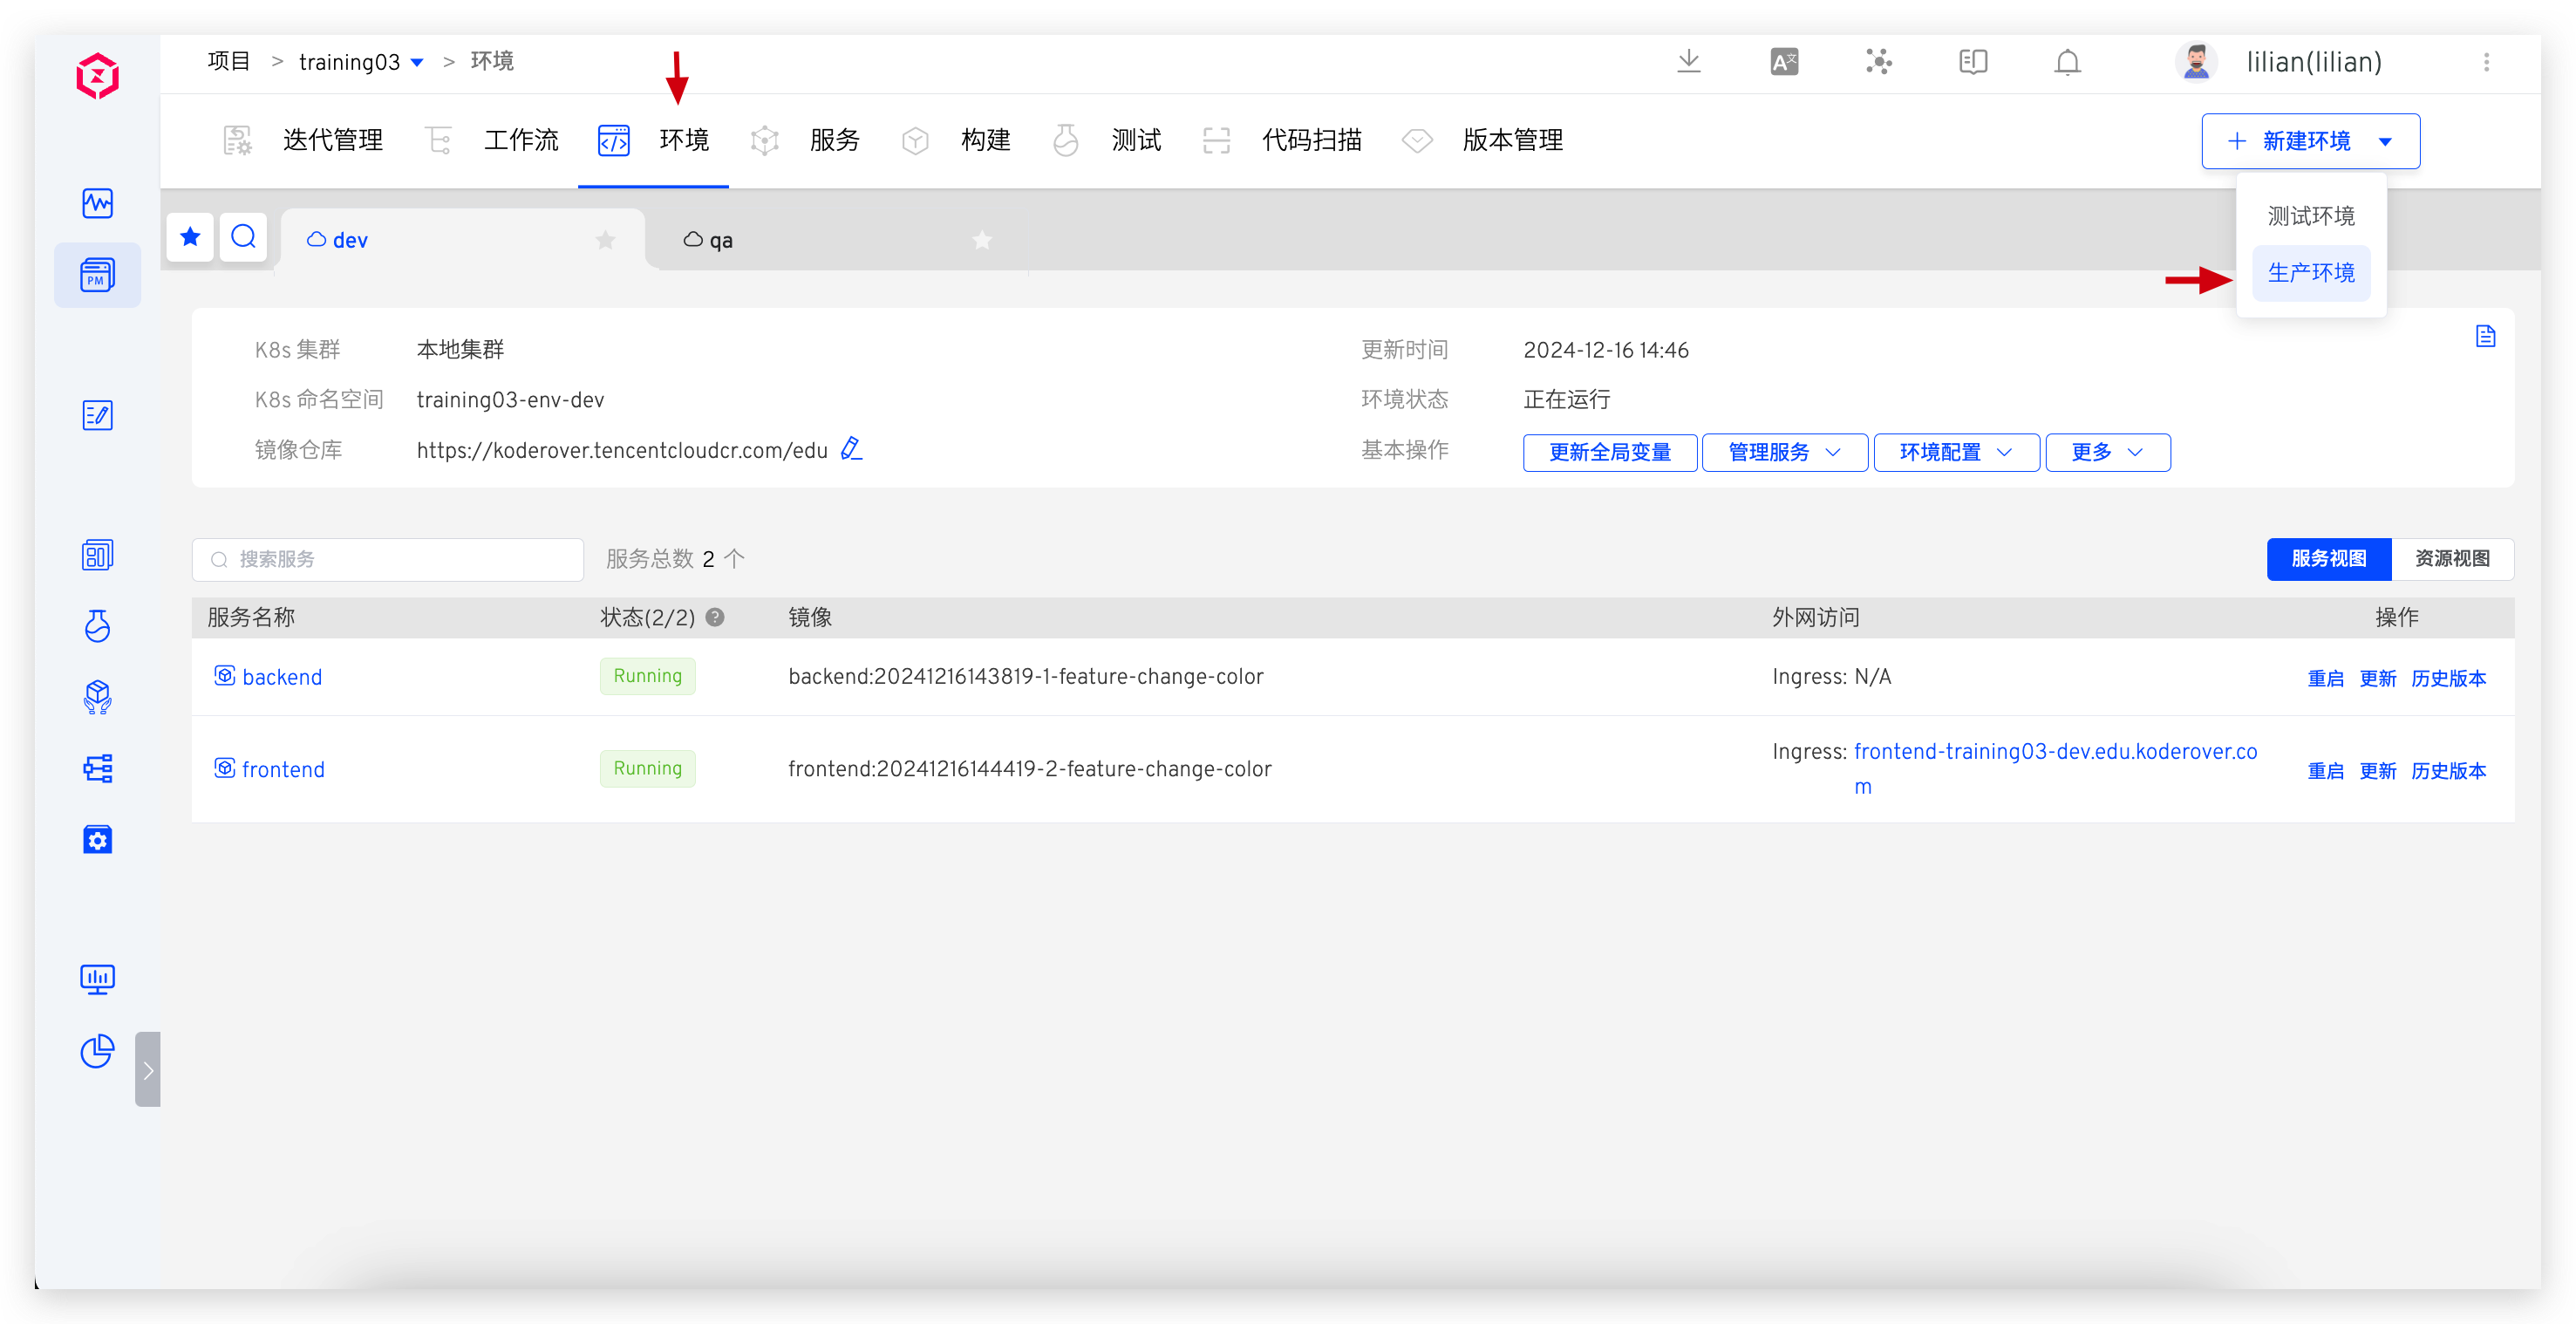 项目 > training03 > 环境
lilian(lilian)
迭代管理 工作流 环境 服务 构建 测试 代码扫描 版本管理
+ 新建环境
测试环境
生产环境
dev
qa
K8s 集群 本地集群
更新时间 2024-12-16 14:46
K8s 命名空间 training03-env-dev
环境状态 正在运行
镜像仓库 https://koderover.tencentcloudcr.com/edu
基本操作 更新全局变量 管理服务 环境配置 更多
搜索服务 服务总数 2 个
服务视图 资源视图
服务名称 状态(2/2) 镜像 外网访问 操作
backend Running backend:20241216143819-1-feature-change-color Ingress: N/A 重启 更新 历史版本
frontend Running frontend:20241216144419-2-feature-change-color Ingress: frontend-training03-dev.edu.koderover.co
m
重启 更新 历史版本
PM